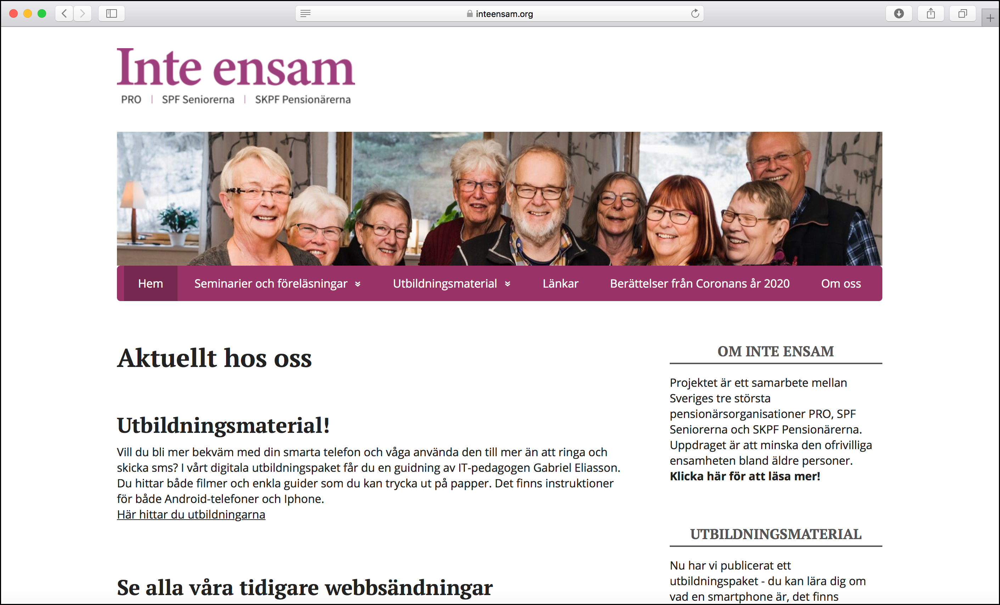 inteensam.org
Inte ensam
PRO | SPF Seniorerna | SKPF Pensionärerna
Hem Seminarier och föreläsningar Utbildningsmaterial Länkar Berättelser från Coronans år 2020 Om oss
Aktuellt hos oss
Utbildningsmaterial!
Vill du bli mer bekväm med din smarta telefon och våga använda den till mer än att ringa och
skicka sms? I vårt digitala utbildningspaket får du en guidning av IT-pedagogen Gabriel Eliasson.
Du hittar både filmer och enkla guider som du kan trycka ut på papper. Det finns instruktioner
för både Android-telefoner och Iphone.
Här hittar du utbildningarna
Se alla våra tidigare webbsändningar
OM INTE ENSAM
Projektet är ett samarbete mellan
Sveriges tre största
pensionärsorganisationer PRO, SPF
Seniorerna och SKPF Pensionärerna.
Uppdraget är att minska den ofrivilliga
ensamheten bland äldre personer.
Klicka här för att läsa mer!
UTBILDNINGSMATERIAL
Nu har vi publicerat ett
utbildningspaket - du kan lära dig om
vad en smartphone är, det finns